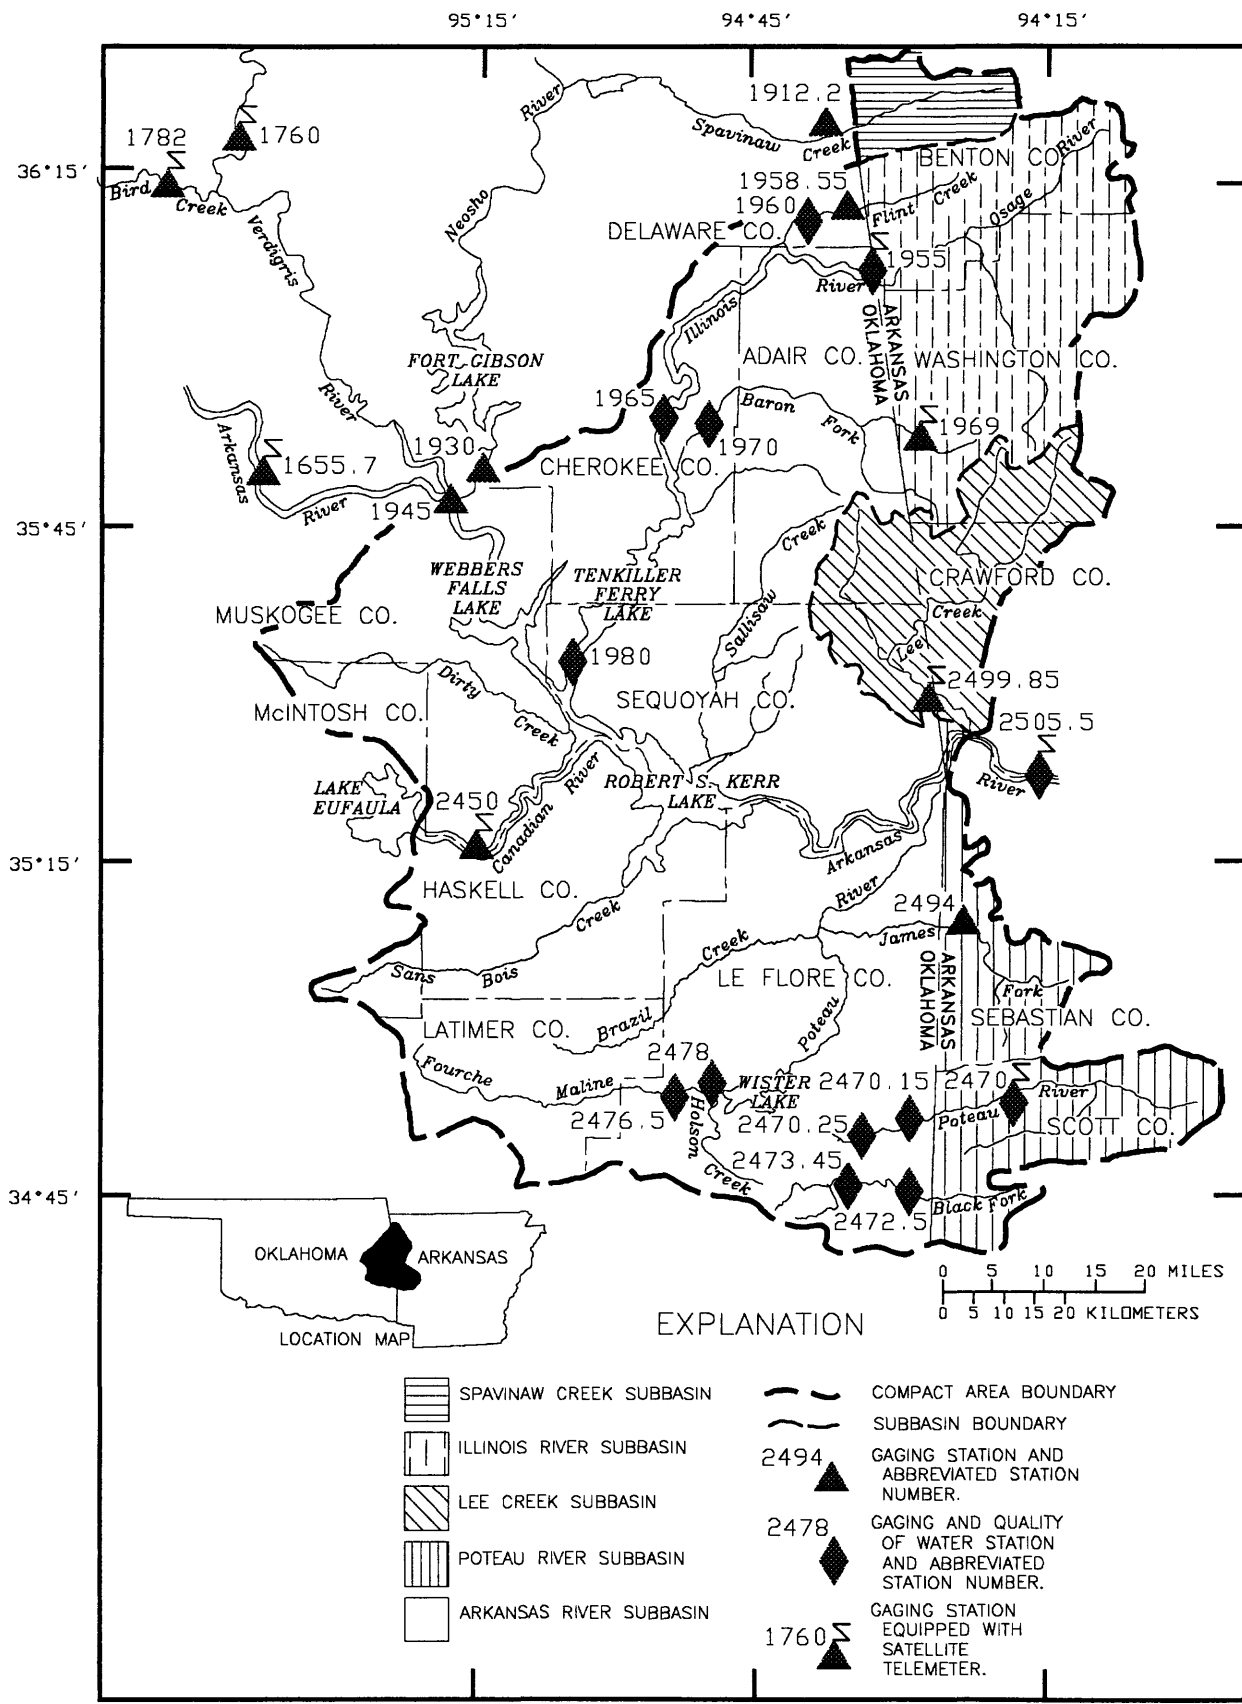 95°15′
94°45′
94°15′
1912.2
River
1782
1760
Spavinaw
Creek
River
BENTON CO.
36°15′
Bird
Creek
1958.55
1960
Flint
Creek
Osage
Neosho
DELAWARE CO.
Verdigris
1955
River
Illinois
ARKANSAS
OKLAHOMA
FORT GIBSON
LAKE
ADAIR CO.
WASHINGTON CO.
River
1965
Baron
Fork
1969
1970
Arkansas
1930
1655.7
CHEROKEE CO.
River
1945
35°45′
Creek
WEBBERS
FALLS
LAKE
TENKILLER
FERRY
LAKE
CRAWFORD CO.
Creek
MUSKOGEE CO.
Sallisaw
Lee
1980
Dirty
Creek
2499.85
SEQUOYAH CO.
McINTOSH CO.
2505.5
River
LAKE
EUFAULA
River
ROBERT S. KERR
LAKE
2450
Canadian
Arkansas
35°15′
HASKELL CO.
River
2494
Creek
James
Creek
Sans
Bois
LE FLORE CO.
ARKANSAS
OKLAHOMA
Fork
SEBASTIAN CO.
LATIMER CO.
Brazil
Poteau
2478
Fourche
Maline
WISTER
LAKE
2470.15
2470
River
2476.5
Holson
2470.25
Poteau
SCOTT CO.
2473.45
Creek
34°45′
2472.5
Black Fork
OKLAHOMA
ARKANSAS
LOCATION MAP
0 5 10 15 20 MILES
0 5 10 15 20 KILOMETERS
EXPLANATION
SPAVINAW CREEK SUBBASIN
ILLINOIS RIVER SUBBASIN
LEE CREEK SUBBASIN
POTEAU RIVER SUBBASIN
ARKANSAS RIVER SUBBASIN
COMPACT AREA BOUNDARY
SUBBASIN BOUNDARY
2494
GAGING STATION AND
ABBREVIATED STATION
NUMBER.
2478
GAGING AND QUALITY
OF WATER STATION
AND ABBREVIATED
STATION NUMBER.
1760
GAGING STATION
EQUIPPED WITH
SATELLITE
TELEMETER.